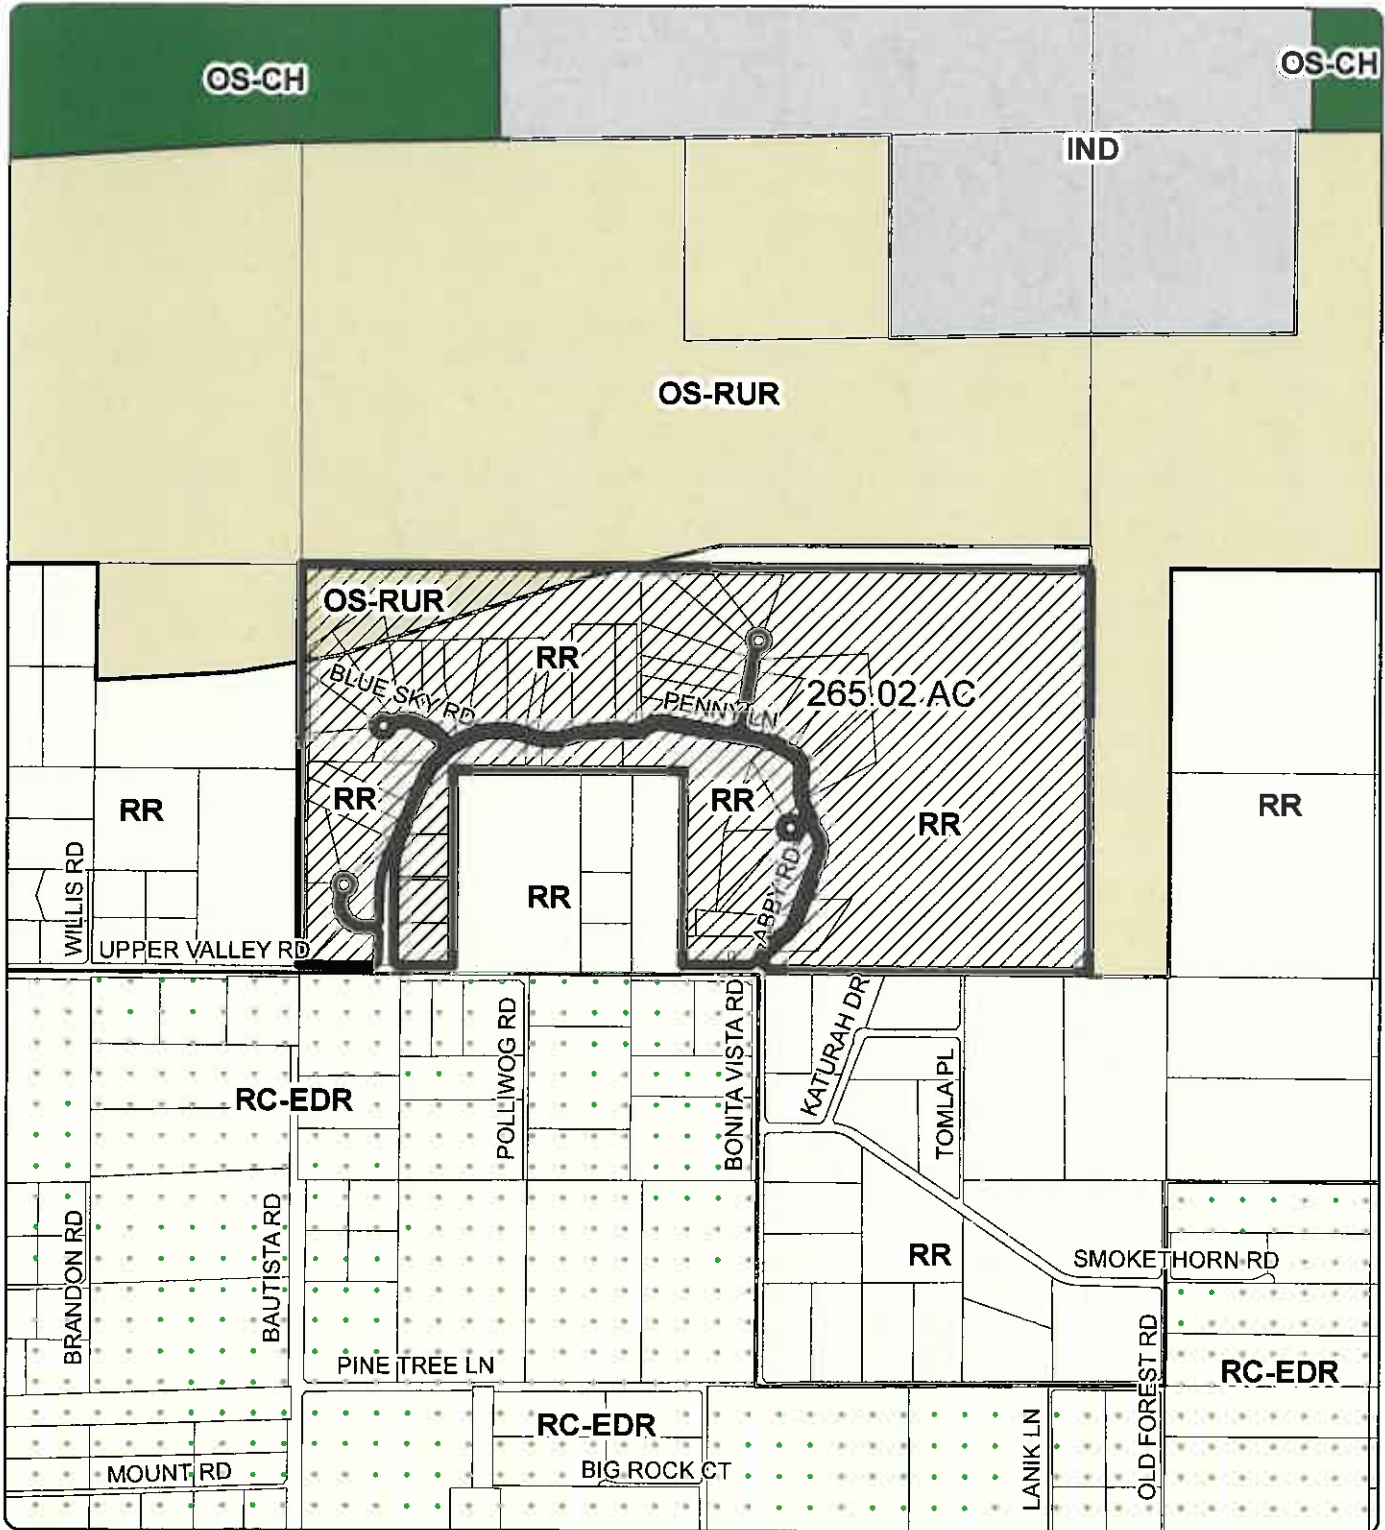 OS-CH
OS-CH
IND
OS-RUR
OS-RUR
RR
BLUE SKY RD
PENNY LN
265.02 AC
RR
RR
RR
RR
RR
RR
WILLIS RD
ABBY RD
UPPER VALLEY RD
POLLIWOG RD
BONITA VISTA RD
KATURAH DR
TOMLA PL
RC-EDR
BRANDON RD
BAUTISTA RD
RR
SMOKETHORN RD
PINE TREE LN
OLD FOREST RD
RC-EDR
RC-EDR
LANIK LN
MOUNT RD
BIG ROCK CT